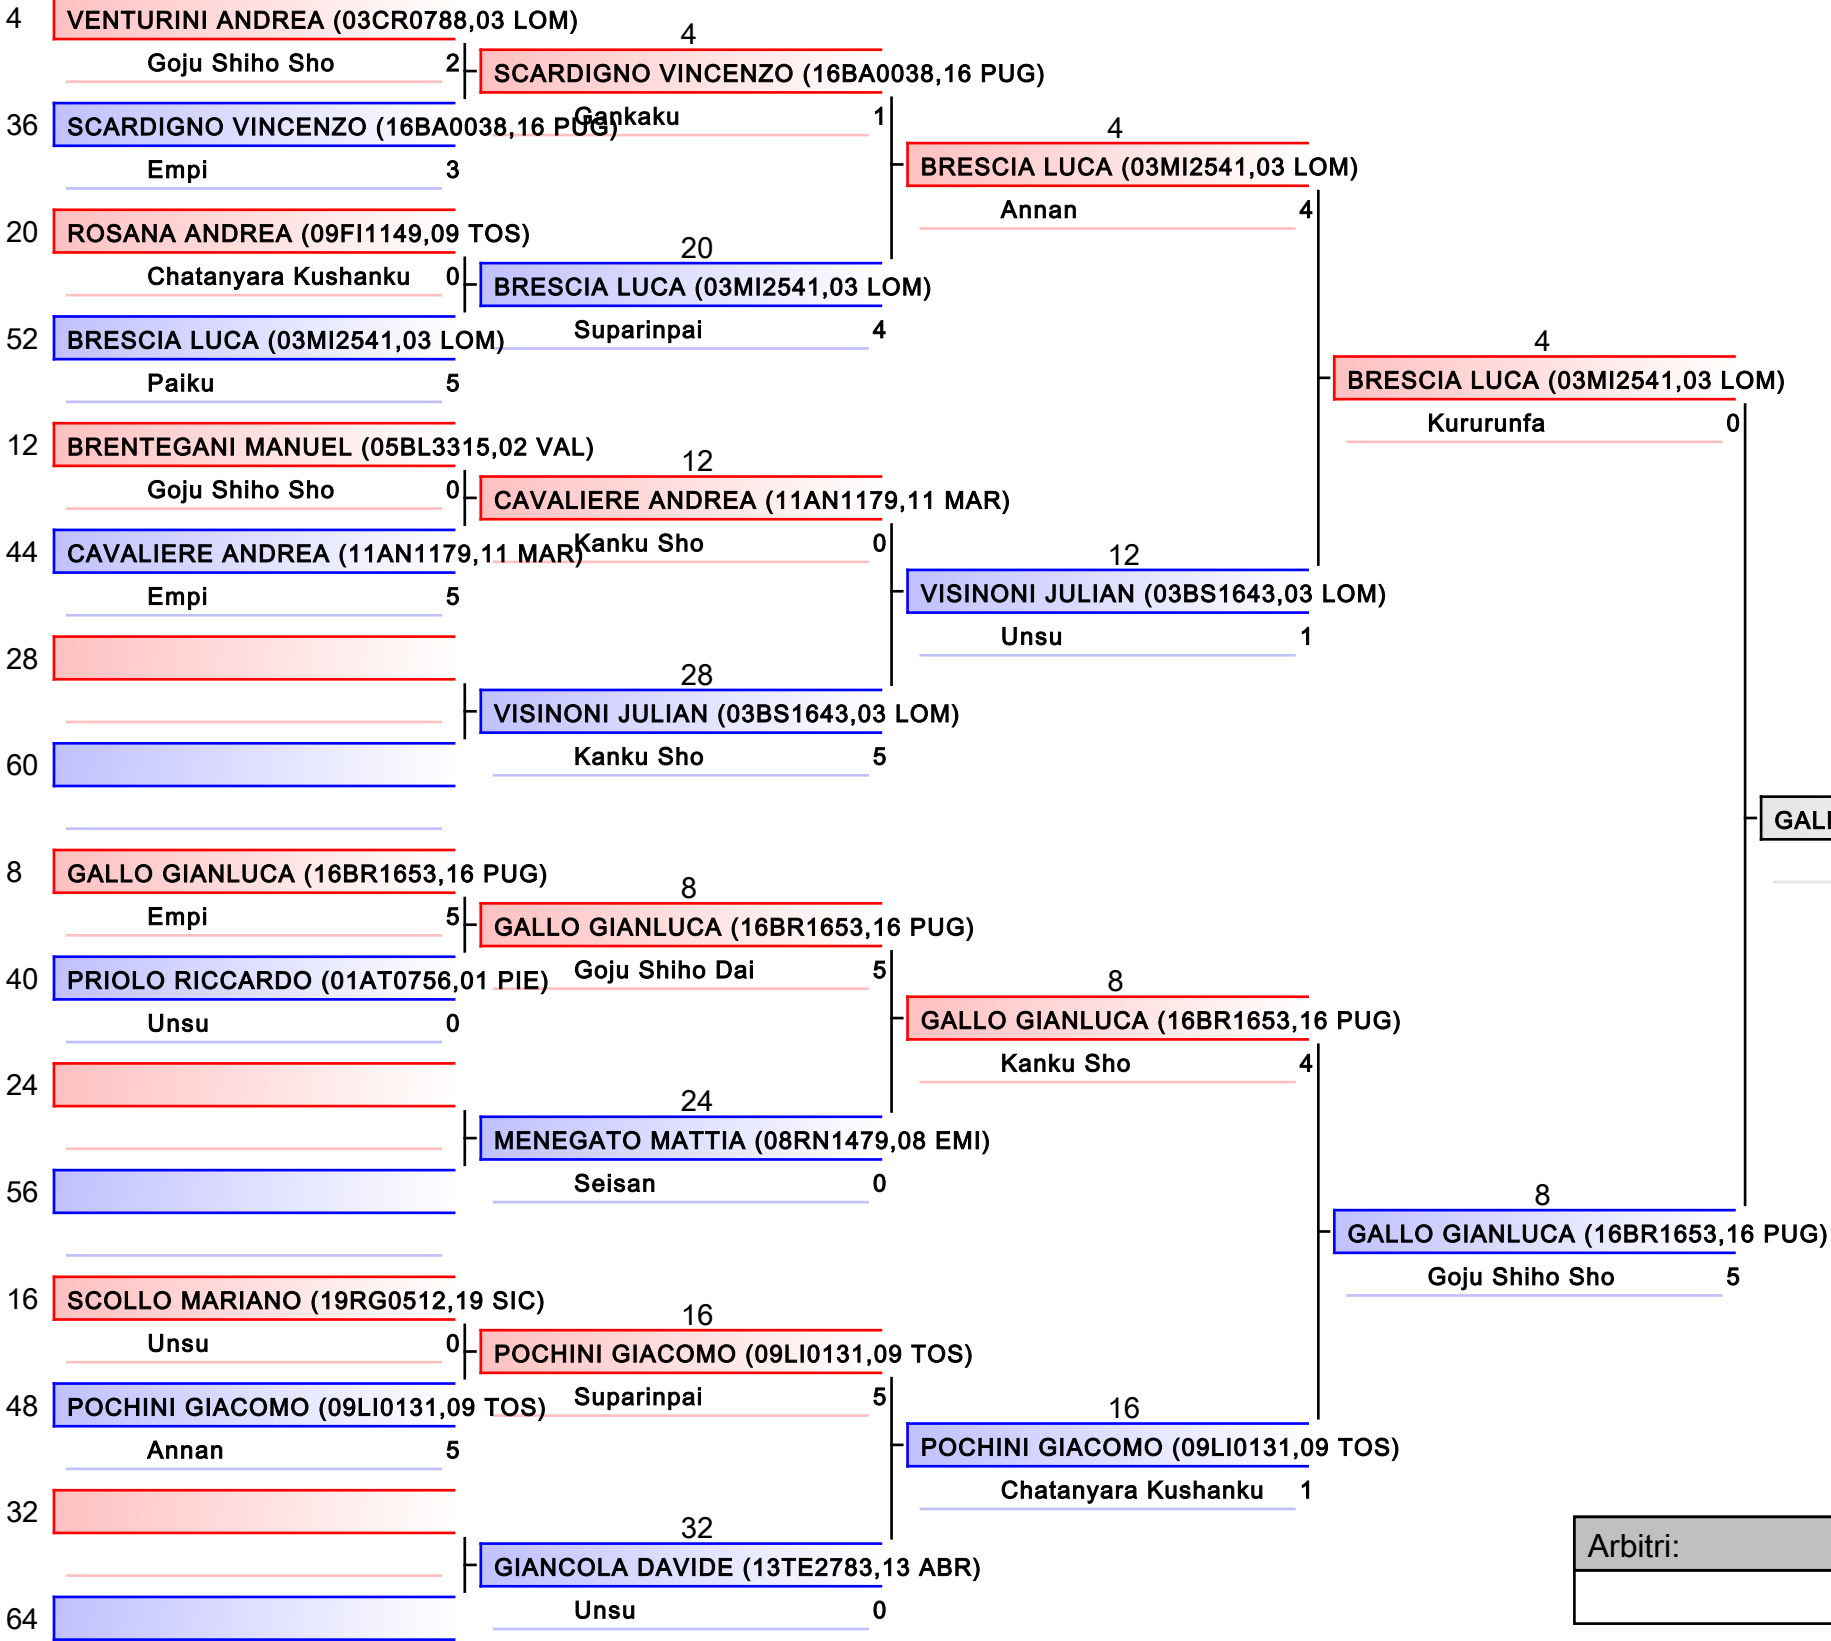 4 VENTURINI ANDREA (03CR0788,03 LOM)
Goju Shiho Sho 2
36 SCARDIGNO VINCENZO (16BA0038,16 PUG)
Empi 3
20 ROSANA ANDREA (09FI1149,09 TOS)
Chatanyara Kushanku 0
52 BRESCIA LUCA (03MI2541,03 LOM)
Paiku 5
12 BRENTEGANI MANUEL (05BL3315,02 VAL)
Goju Shiho Sho 0
44 CAVALIERE ANDREA (11AN1179,11 MAR)
Empi 5
28
60
8 GALLO GIANLUCA (16BR1653,16 PUG)
Empi 5
40 PRIOLO RICCARDO (01AT0756,01 PIE)
Unsu 0
24
56
16 SCOLLO MARIANO (19RG0512,19 SIC)
Unsu 0
48 POCHINI GIACOMO (09LI0131,09 TOS)
Annan 5
32
64
4
SCARDIGNO VINCENZO (16BA0038,16 PUG)
Gankaku 1
20
BRESCIA LUCA (03MI2541,03 LOM)
Suparinpai 4
12
CAVALIERE ANDREA (11AN1179,11 MAR)
Kanku Sho 0
28
VISINONI JULIAN (03BS1643,03 LOM)
Kanku Sho 5
8
GALLO GIANLUCA (16BR1653,16 PUG)
Goju Shiho Dai 5
24
MENEGATO MATTIA (08RN1479,08 EMI)
Seisan 0
16
POCHINI GIACOMO (09LI0131,09 TOS)
Suparinpai 5
32
GIANCOLA DAVIDE (13TE2783,13 ABR)
Unsu 0
4
BRESCIA LUCA (03MI2541,03 LOM)
Annan 4
12
VISINONI JULIAN (03BS1643,03 LOM)
Unsu 1
8
GALLO GIANLUCA (16BR1653,16 PUG)
Kanku Sho 4
16
POCHINI GIACOMO (09LI0131,09 TOS)
Chatanyara Kushanku 1
4
BRESCIA LUCA (03MI2541,03 LOM)
Kururunfa 0
8
GALLO GIANLUCA (16BR1653,16 PUG)
Goju Shiho Sho 5
Arbitri: